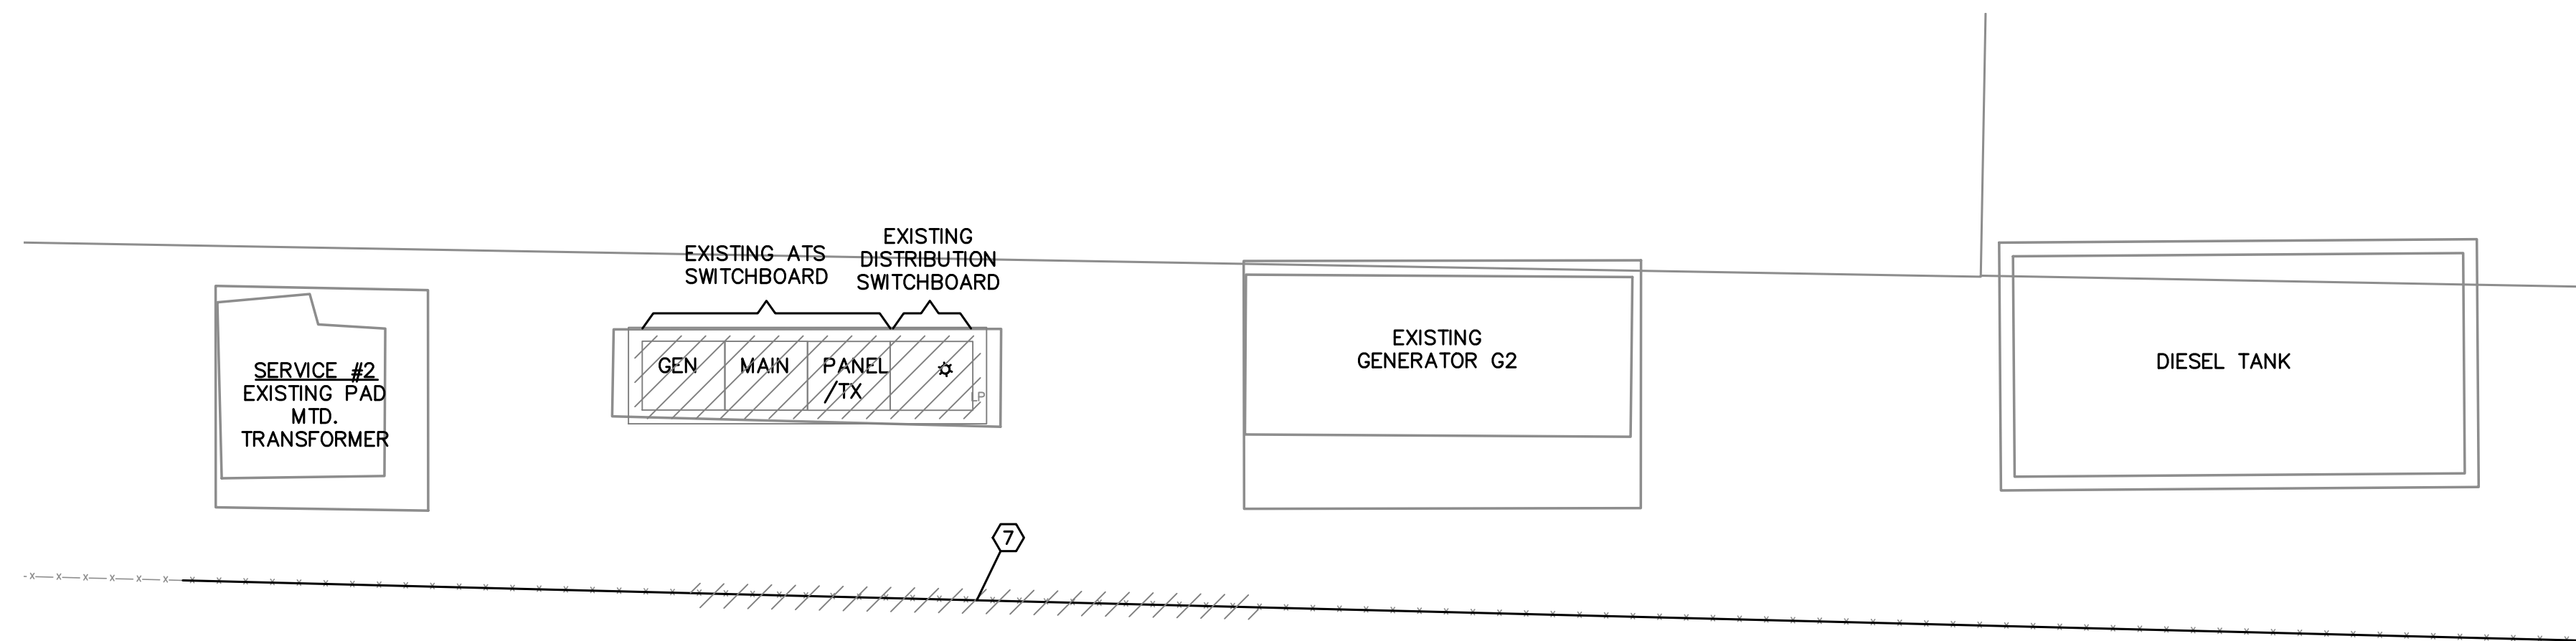 EXISTING ATS
SWITCHBOARD
EXISTING
DISTRIBUTION
SWITCHBOARD
SERVICE #2
EXISTING PAD
MTD.
TRANSFORMER
GEN
MAIN
PANEL
/TX
LP
EXISTING
GENERATOR G2
DIESEL TANK
7